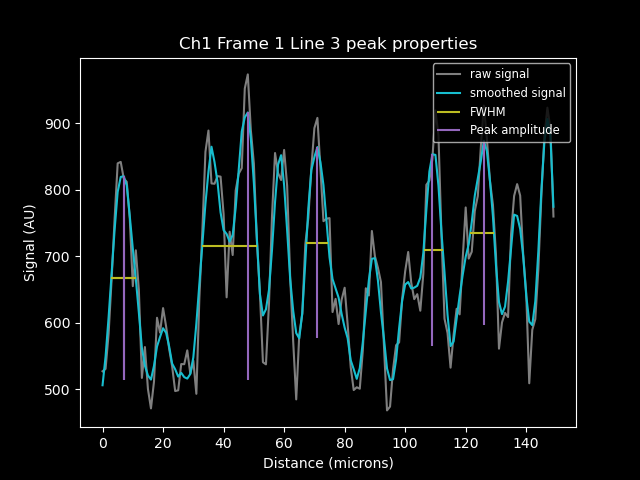 Ch1 Frame 1 Line 3 peak properties
raw signal
smoothed signal
FWHM
Peak amplitude
Signal (AU)
900
800
700
600
500
0 20 40 60 80 100 120 140
Distance (microns)